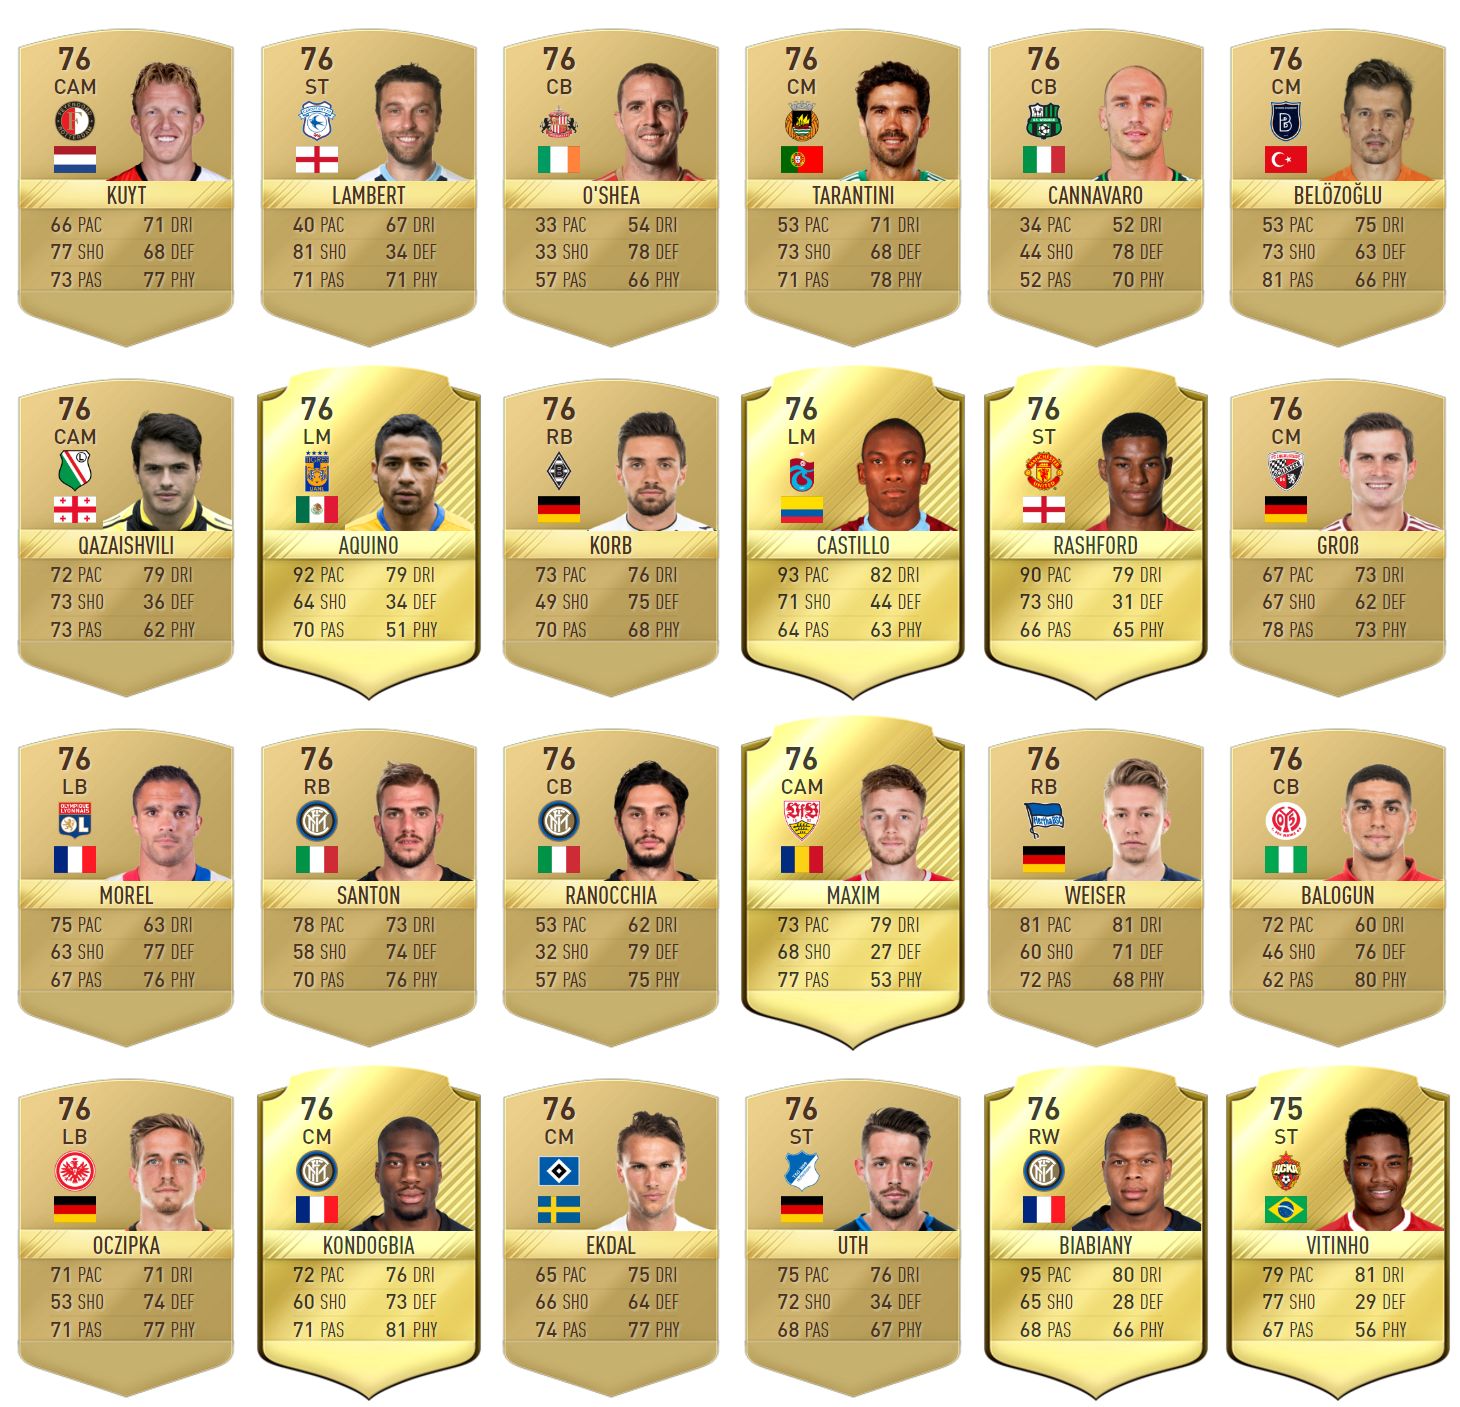 76
CAM
KUYT
66 PAC 71 DRI
77 SHO 68 DEF
73 PAS 77 PHY
76
ST
LAMBERT
40 PAC 67 DRI
81 SHO 34 DEF
71 PAS 71 PHY
76
CB
O'SHEA
33 PAC 54 DRI
33 SHO 78 DEF
57 PAS 66 PHY
76
CM
TARANTINI
53 PAC 71 DRI
73 SHO 68 DEF
71 PAS 78 PHY
76
CB
CANNAVARO
34 PAC 52 DRI
44 SHO 78 DEF
52 PAS 70 PHY
76
CM
BELÖZOĞLU
53 PAC 75 DRI
73 SHO 63 DEF
81 PAS 66 PHY
76
CAM
QAZAISHVILI
72 PAC 79 DRI
73 SHO 36 DEF
73 PAS 62 PHY
76
LM
TIGRES
AQUINO
92 PAC 79 DRI
64 SHO 34 DEF
70 PAS 51 PHY
76
RB
KORB
73 PAC 76 DRI
49 SHO 75 DEF
70 PAS 68 PHY
76
LM
CASTILLO
93 PAC 82 DRI
71 SHO 44 DEF
64 PAS 63 PHY
76
ST
MANCHESTER
UNITED
RASHFORD
90 PAC 79 DRI
73 SHO 31 DEF
66 PAS 65 PHY
76
CM
GROß
67 PAC 73 DRI
67 SHO 62 DEF
78 PAS 73 PHY
76
LB
OLYMPIQUE
LYONNAIS
OL
MOREL
75 PAC 63 DRI
63 SHO 77 DEF
67 PAS 76 PHY
76
RB
SANTON
78 PAC 73 DRI
58 SHO 74 DEF
70 PAS 76 PHY
76
CB
RANOCCHIA
53 PAC 62 DRI
32 SHO 79 DEF
57 PAS 75 PHY
76
CAM
VfB
MAXIM
73 PAC 79 DRI
68 SHO 27 DEF
77 PAS 53 PHY
76
RB
Hertha BSC
WEISER
81 PAC 81 DRI
60 SHO 71 DEF
72 PAS 68 PHY
76
CB
BALOGUN
72 PAC 60 DRI
46 SHO 76 DEF
62 PAS 80 PHY
76
LB
OCZIPKA
71 PAC 71 DRI
53 SHO 74 DEF
71 PAS 77 PHY
76
CM
KONDOGBIA
72 PAC 76 DRI
60 SHO 73 DEF
71 PAS 81 PHY
76
CM
EKDAL
65 PAC 75 DRI
66 SHO 64 DEF
74 PAS 77 PHY
76
ST
UTH
75 PAC 76 DRI
72 SHO 34 DEF
68 PAS 67 PHY
76
RW
BIABIANY
95 PAC 80 DRI
65 SHO 28 DEF
68 PAS 66 PHY
75
ST
ЦСКА
VITINHO
79 PAC 81 DRI
77 SHO 29 DEF
67 PAS 56 PHY